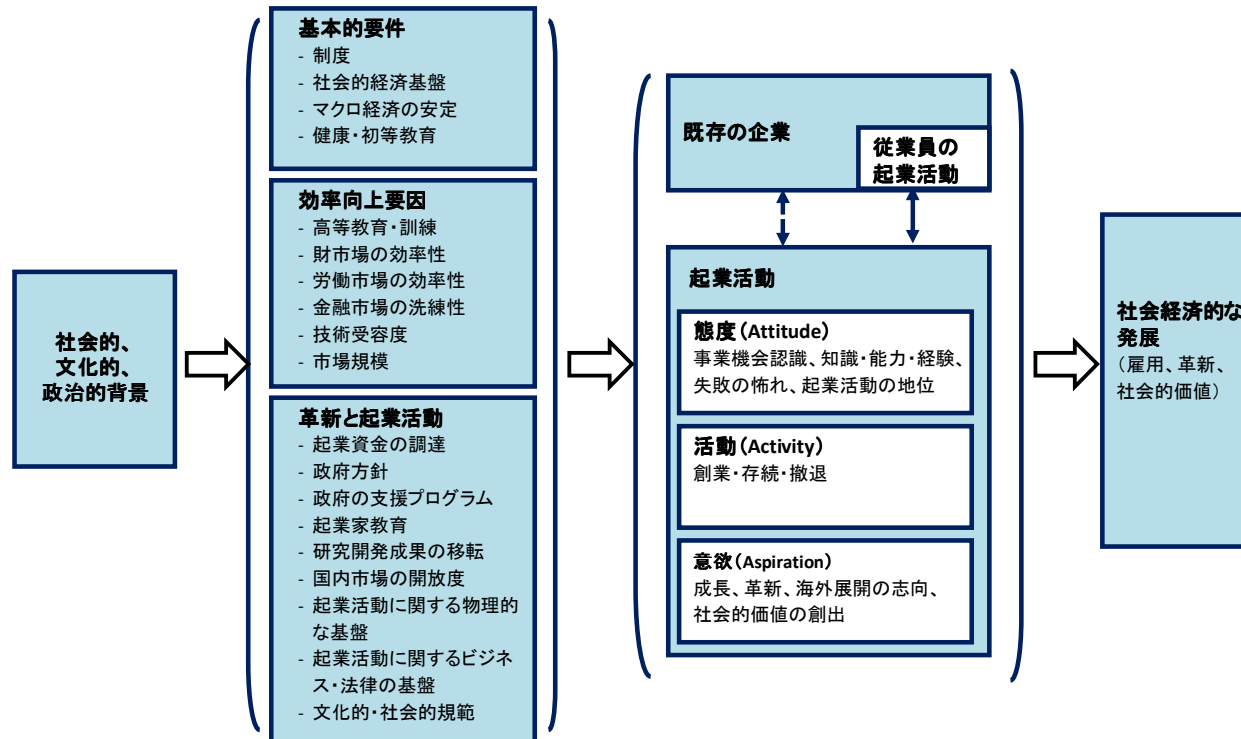 社会的、
文化的、
政治的背景
基本的要件
- 制度
- 社会的経済基盤
- マクロ経済の安定
- 健康・初等教育
効率向上要因
- 高等教育・訓練
- 財市場の効率性
- 労働市場の効率性
- 金融市場の洗練性
- 技術受容度
- 市場規模
革新と起業活動
- 起業資金の調達
- 政府方針
- 政府の支援プログラム
- 起業家教育
- 研究開発成果の移転
- 国内市場の開放度
- 起業活動に関する物理的
な基盤
- 起業活動に関するビジネ
ス・法律の基盤
- 文化的・社会的規範
既存の企業
従業員の
起業活動
起業活動
態度(Attitude)
事業機会認識、知識・能力・経験、
失敗の怖れ、起業活動の地位
活動(Activity)
創業・存続・撤退
意欲(Aspiration)
成長、革新、海外展開の志向、
社会的価値の創出
社会経済的な
発展
(雇用、革新、
社会的価値)